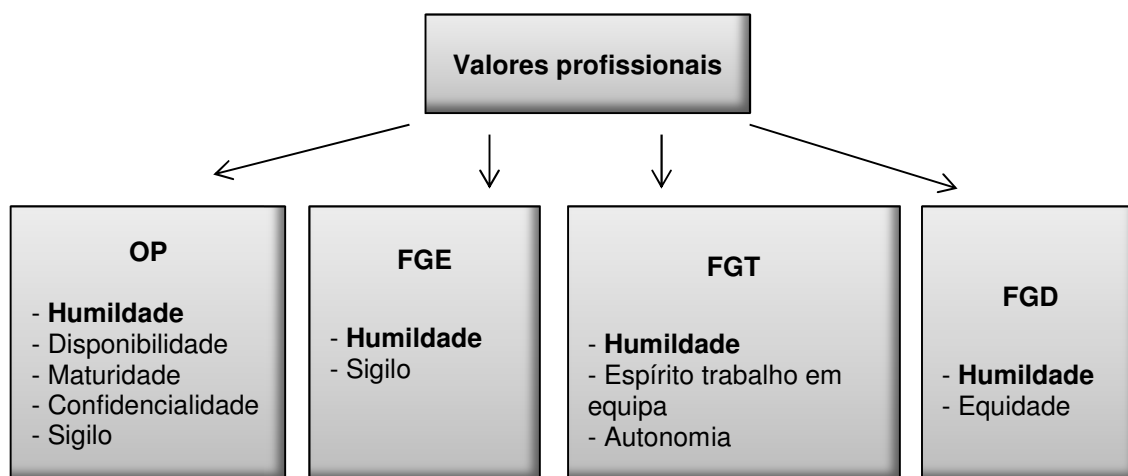 Valores profissionais
OP
- Humildade
- Disponibilidade
- Maturidade
- Confidencialidade
- Sigilo
FGE
- Humildade
- Sigilo
FGT
- Humildade
- Espírito trabalho em
equipa
- Autonomia
FGD
- Humildade
- Equidade